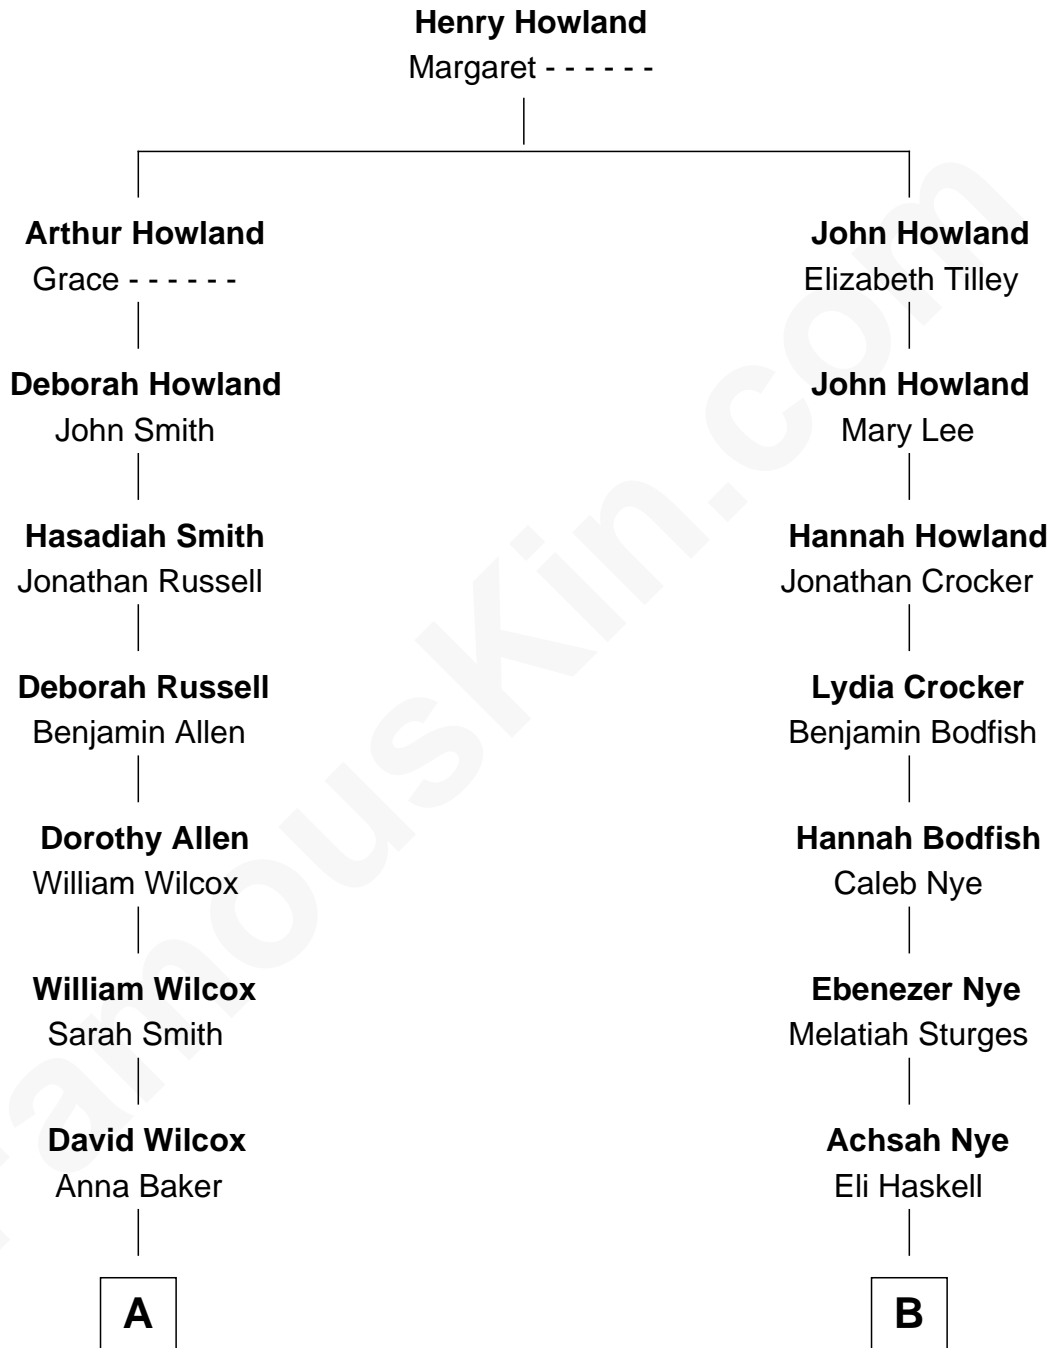 Henry Howland
Margaret - - - - - -
Arthur Howland
Grace - - - - - -
Deborah Howland
John Smith
Hasadiah Smith
Jonathan Russell
Deborah Russell
Benjamin Allen
Dorothy Allen
William Wilcox
William Wilcox
Sarah Smith
David Wilcox
Anna Baker
A
John Howland
Elizabeth Tilley
John Howland
Mary Lee
Hannah Howland
Jonathan Crocker
Lydia Crocker
Benjamin Bodfish
Hannah Bodfish
Caleb Nye
Ebenezer Nye
Melatiah Sturges
Achsah Nye
Eli Haskell
B
FamousKin.com